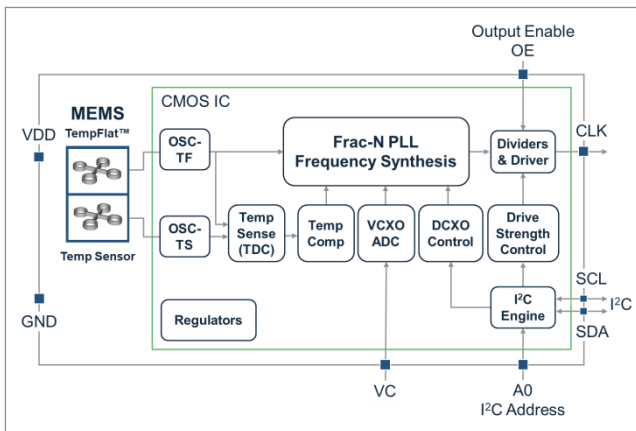 Output Enable
OE
CMOS IC
MEMS
TempFlat™
VDD
CLK
OSC-
TF
Frac-N PLL
Frequency Synthesis
Dividers
& Driver
OSC-
TS
Temp
Sense
(TDC)
Temp
Comp
VCXO
ADC
DCXO
Control
Drive
Strength
Control
Temp Sensor
SCL
I²C
SDA
I²C
Engine
GND
Regulators
VC
A0
I²C Address